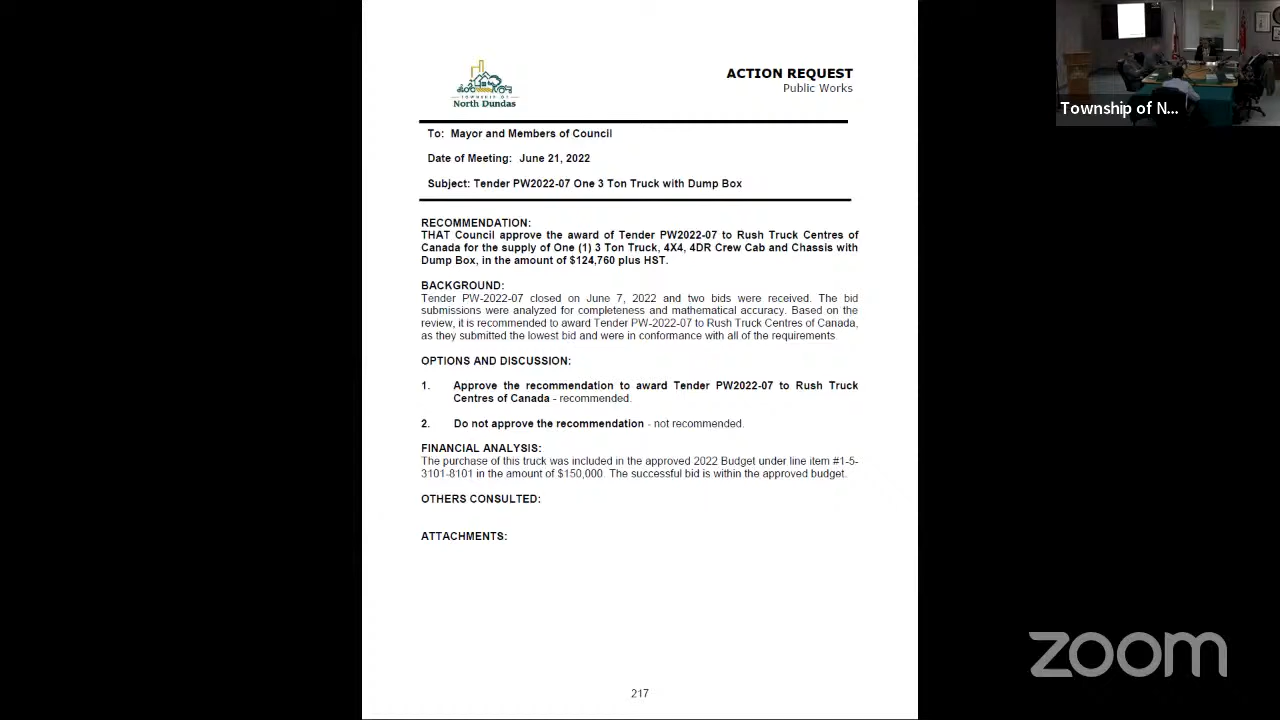 TOWNSHIP OF
North Dundas
ACTION REQUEST
Public Works
To: Mayor and Members of Council
Date of Meeting: June 21, 2022
Subject: Tender PW2022-07 One 3 Ton Truck with Dump Box
RECOMMENDATION:
THAT Council approve the award of Tender PW2022-07 to Rush Truck Centres of
Canada for the supply of One (1) 3 Ton Truck, 4X4, 4DR Crew Cab and Chassis with
Dump Box, in the amount of $124,760 plus HST.
BACKGROUND:
Tender PW-2022-07 closed on June 7, 2022 and two bids were received. The bid
submissions were analyzed for completeness and mathematical accuracy. Based on the
review, it is recommended to award Tender PW-2022-07 to Rush Truck Centres of Canada,
as they submitted the lowest bid and were in conformance with all of the requirements.
OPTIONS AND DISCUSSION:
1. Approve the recommendation to award Tender PW2022-07 to Rush Truck
Centres of Canada - recommended.
2. Do not approve the recommendation - not recommended.
FINANCIAL ANALYSIS:
The purchase of this truck was included in the approved 2022 Budget under line item #1-5-
3101-8101 in the amount of $150,000. The successful bid is within the approved budget.
OTHERS CONSULTED:
ATTACHMENTS:
217
Township of N...
zoom